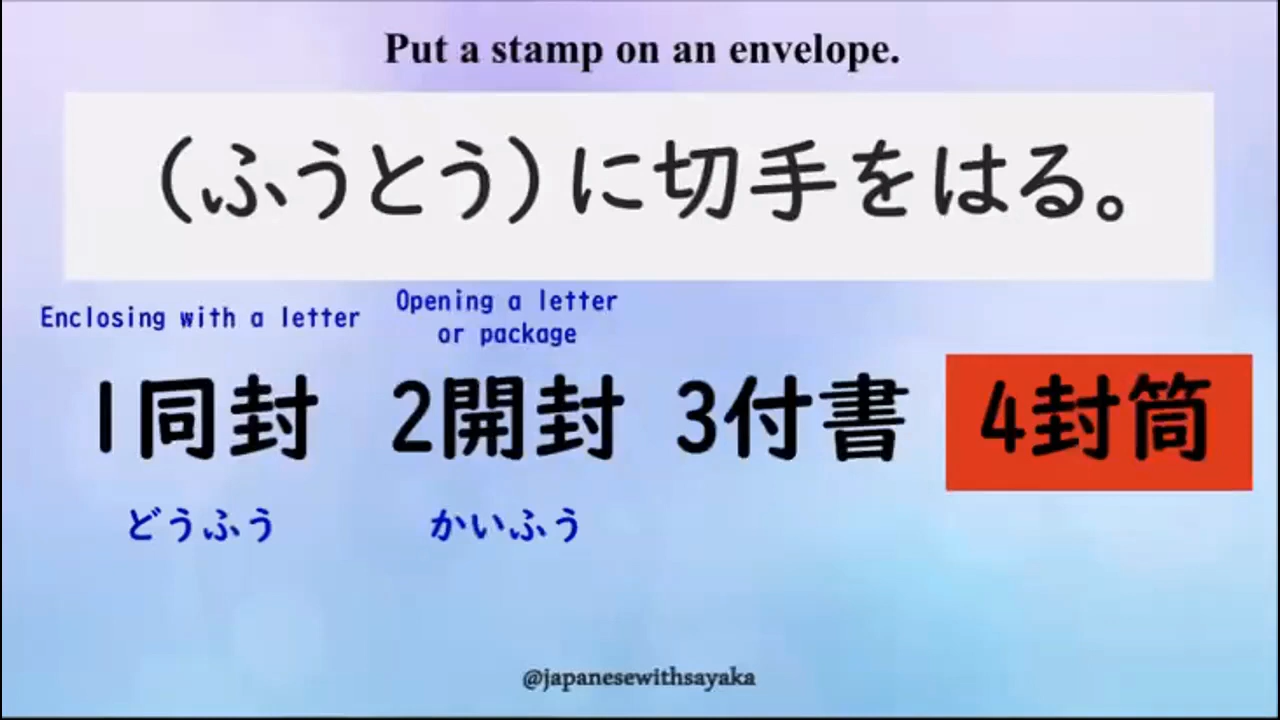 Put a stamp on an envelope.
（ふうとう）に切手をはる。
Enclosing with a letter
Opening a letter
or package
1同封 2開封 3付書 4封筒
どうふう かいふう
@japanesewithsayaka